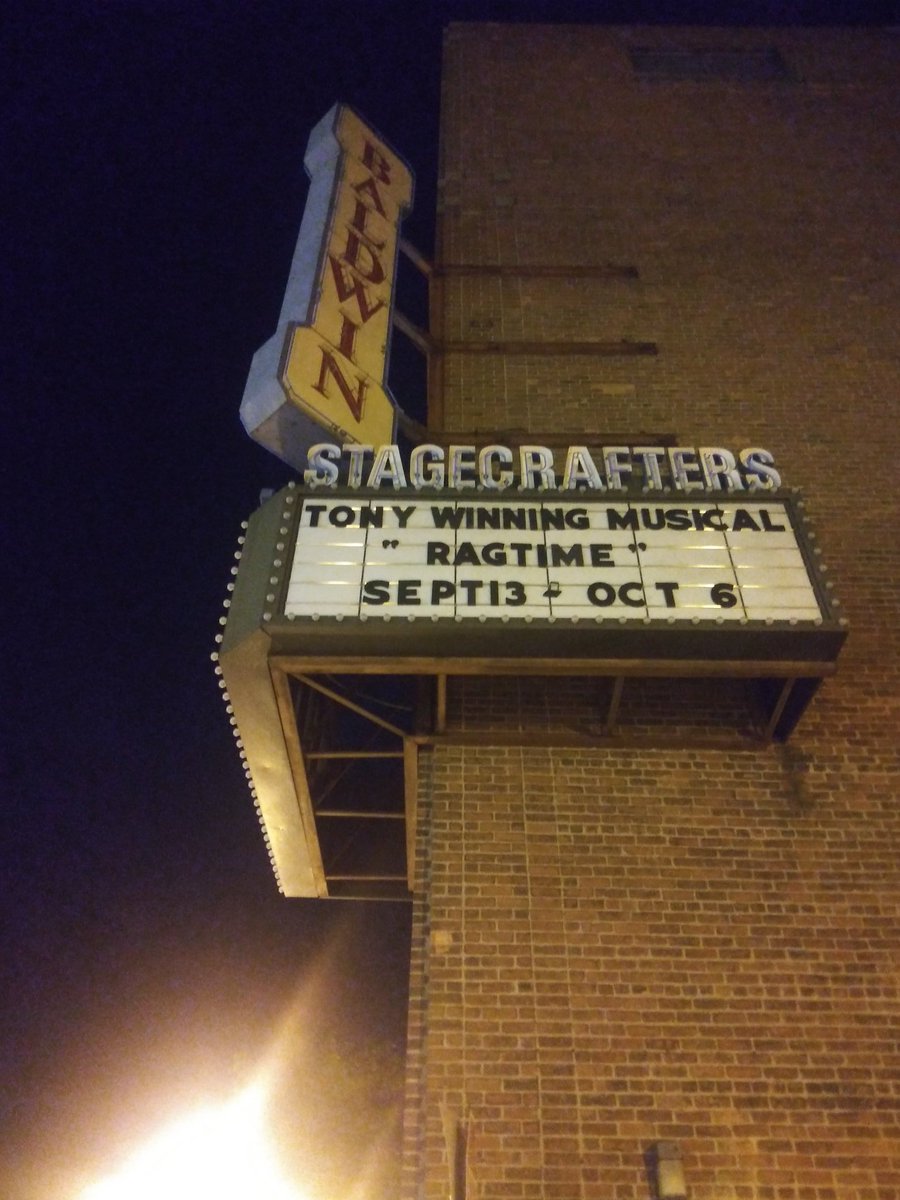 BALDWIN
STAGECRAFTERS
TONY WINNING MUSICAL
" RAGTIME "
SEPT13 - OCT 6